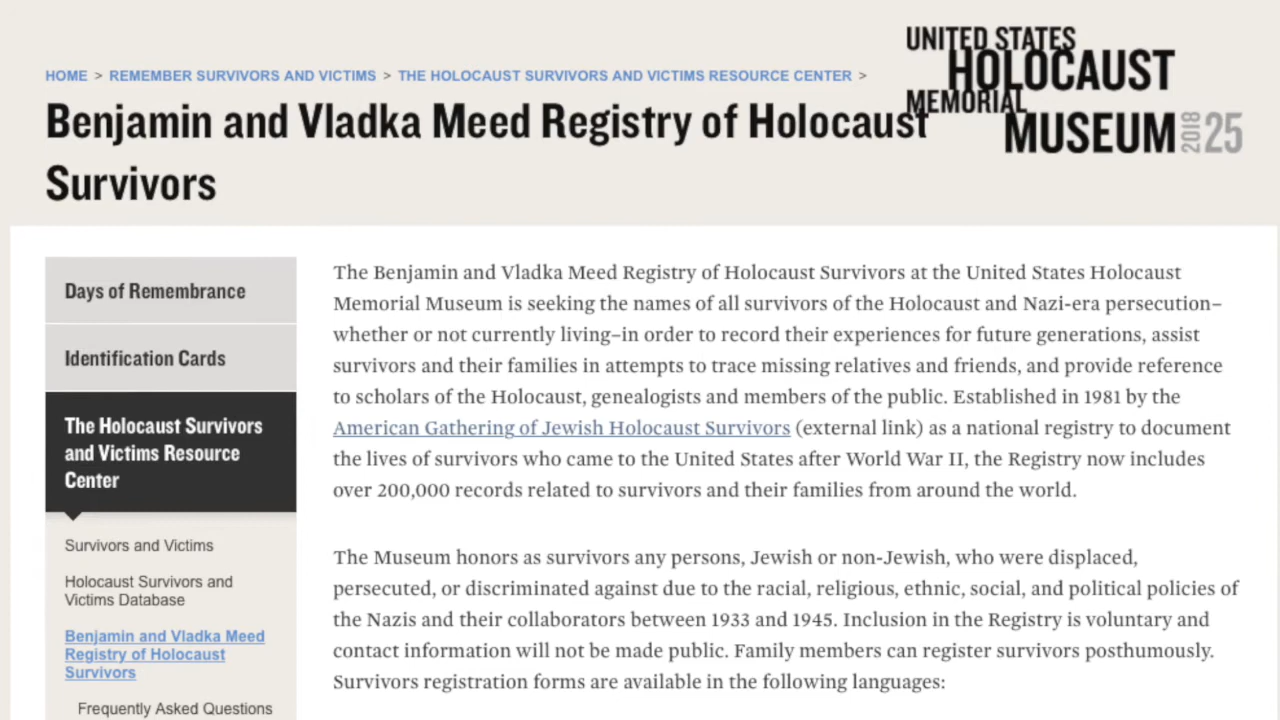 UNITED STATES
HOLOCAUST
MEMORIAL
MUSEUM 2018 25
HOME > REMEMBER SURVIVORS AND VICTIMS > THE HOLOCAUST SURVIVORS AND VICTIMS RESOURCE CENTER >
Benjamin and Vladka Meed Registry of Holocaust
Survivors
Days of Remembrance
Identification Cards
The Holocaust Survivors
and Victims Resource
Center
Survivors and Victims
Holocaust Survivors and
Victims Database
Benjamin and Vladka Meed
Registry of Holocaust
Survivors
Frequently Asked Questions
The Benjamin and Vladka Meed Registry of Holocaust Survivors at the United States Holocaust
Memorial Museum is seeking the names of all survivors of the Holocaust and Nazi-era persecution–
whether or not currently living–in order to record their experiences for future generations, assist
survivors and their families in attempts to trace missing relatives and friends, and provide reference
to scholars of the Holocaust, genealogists and members of the public. Established in 1981 by the
American Gathering of Jewish Holocaust Survivors (external link) as a national registry to document
the lives of survivors who came to the United States after World War II, the Registry now includes
over 200,000 records related to survivors and their families from around the world.
The Museum honors as survivors any persons, Jewish or non-Jewish, who were displaced,
persecuted, or discriminated against due to the racial, religious, ethnic, social, and political policies of
the Nazis and their collaborators between 1933 and 1945. Inclusion in the Registry is voluntary and
contact information will not be made public. Family members can register survivors posthumously.
Survivors registration forms are available in the following languages: